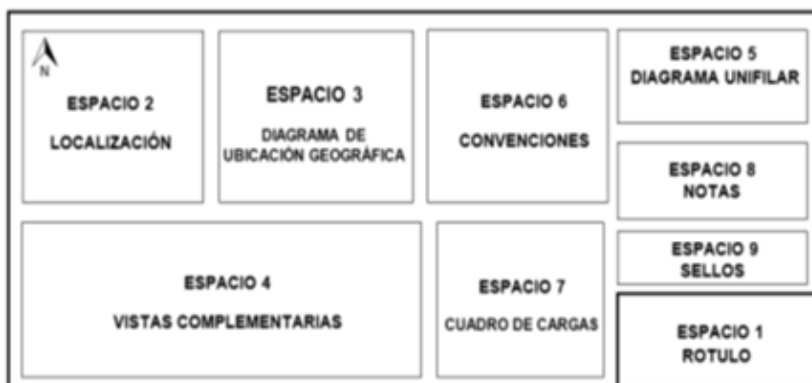 N
ESPACIO 2
LOCALIZACIÓN
ESPACIO 3
DIAGRAMA DE
UBICACIÓN GEOGRÁFICA
ESPACIO 6
CONVENCIONES
ESPACIO 5
DIAGRAMA UNIFILAR
ESPACIO 8
NOTAS
ESPACIO 9
SELLOS
ESPACIO 4
VISTAS COMPLEMENTARIAS
ESPACIO 7
CUADRO DE CARGAS
ESPACIO 1
ROTULO